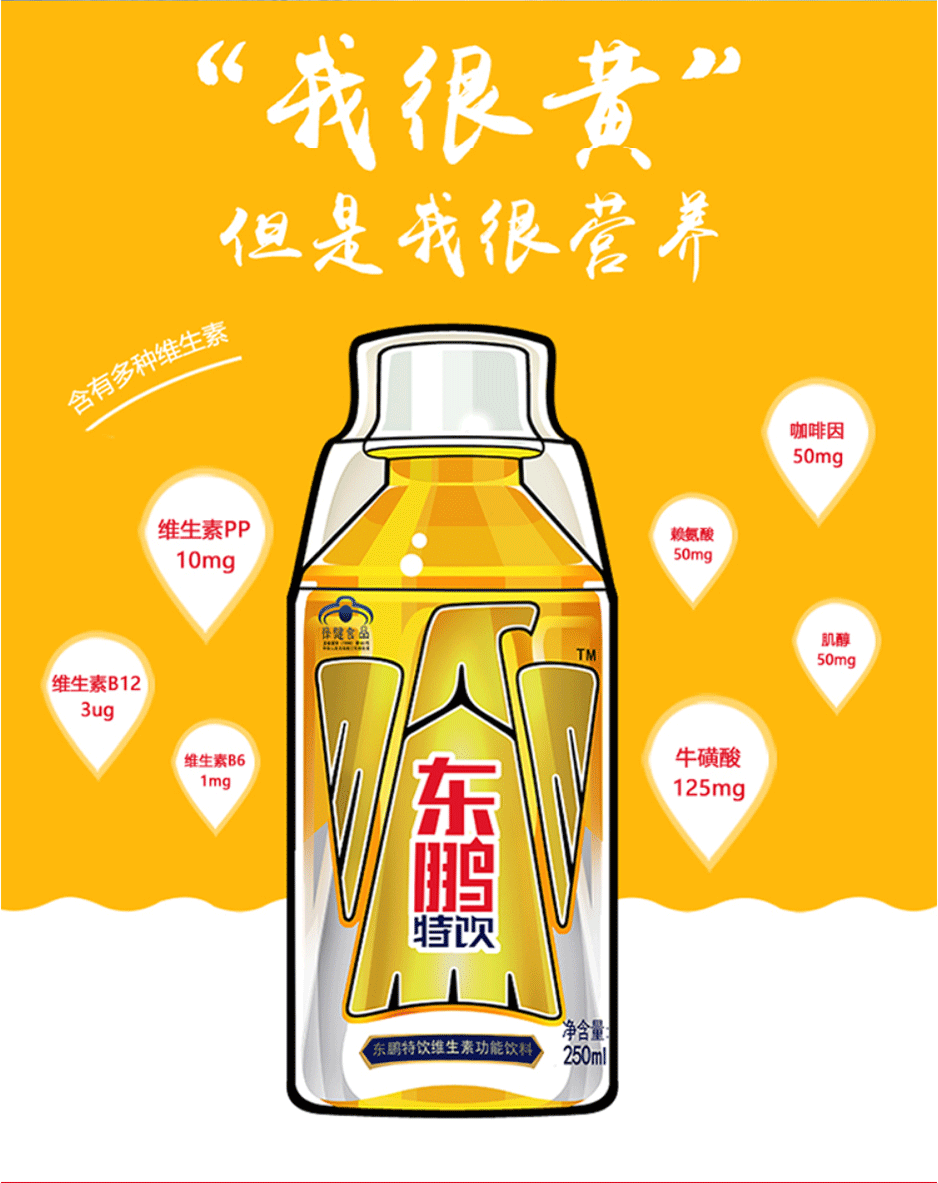 “我很黄”
但是我很营养
含有多种维生素
咖啡因
50mg
维生素PP
10mg
赖氨酸
50mg
肌醇
50mg
维生素B12
3ug
维生素B6
1mg
牛磺酸
125mg
保健食品
TM
东
鹏
特饮
净含量:
250ml
东鹏特饮维生素功能饮料